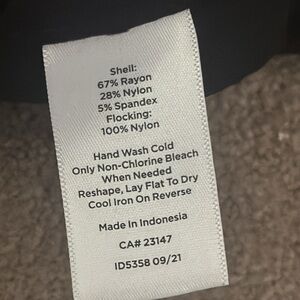 Shell:
67% Rayon
28% Nylon
5% Spandex
Flocking:
100% Nylon
Hand Wash Cold
Only Non-Chlorine Bleach
When Needed
Reshape, Lay Flat To Dry
Cool Iron On Reverse
Made in Indonesia
CA# 23147
ID5358 09/21